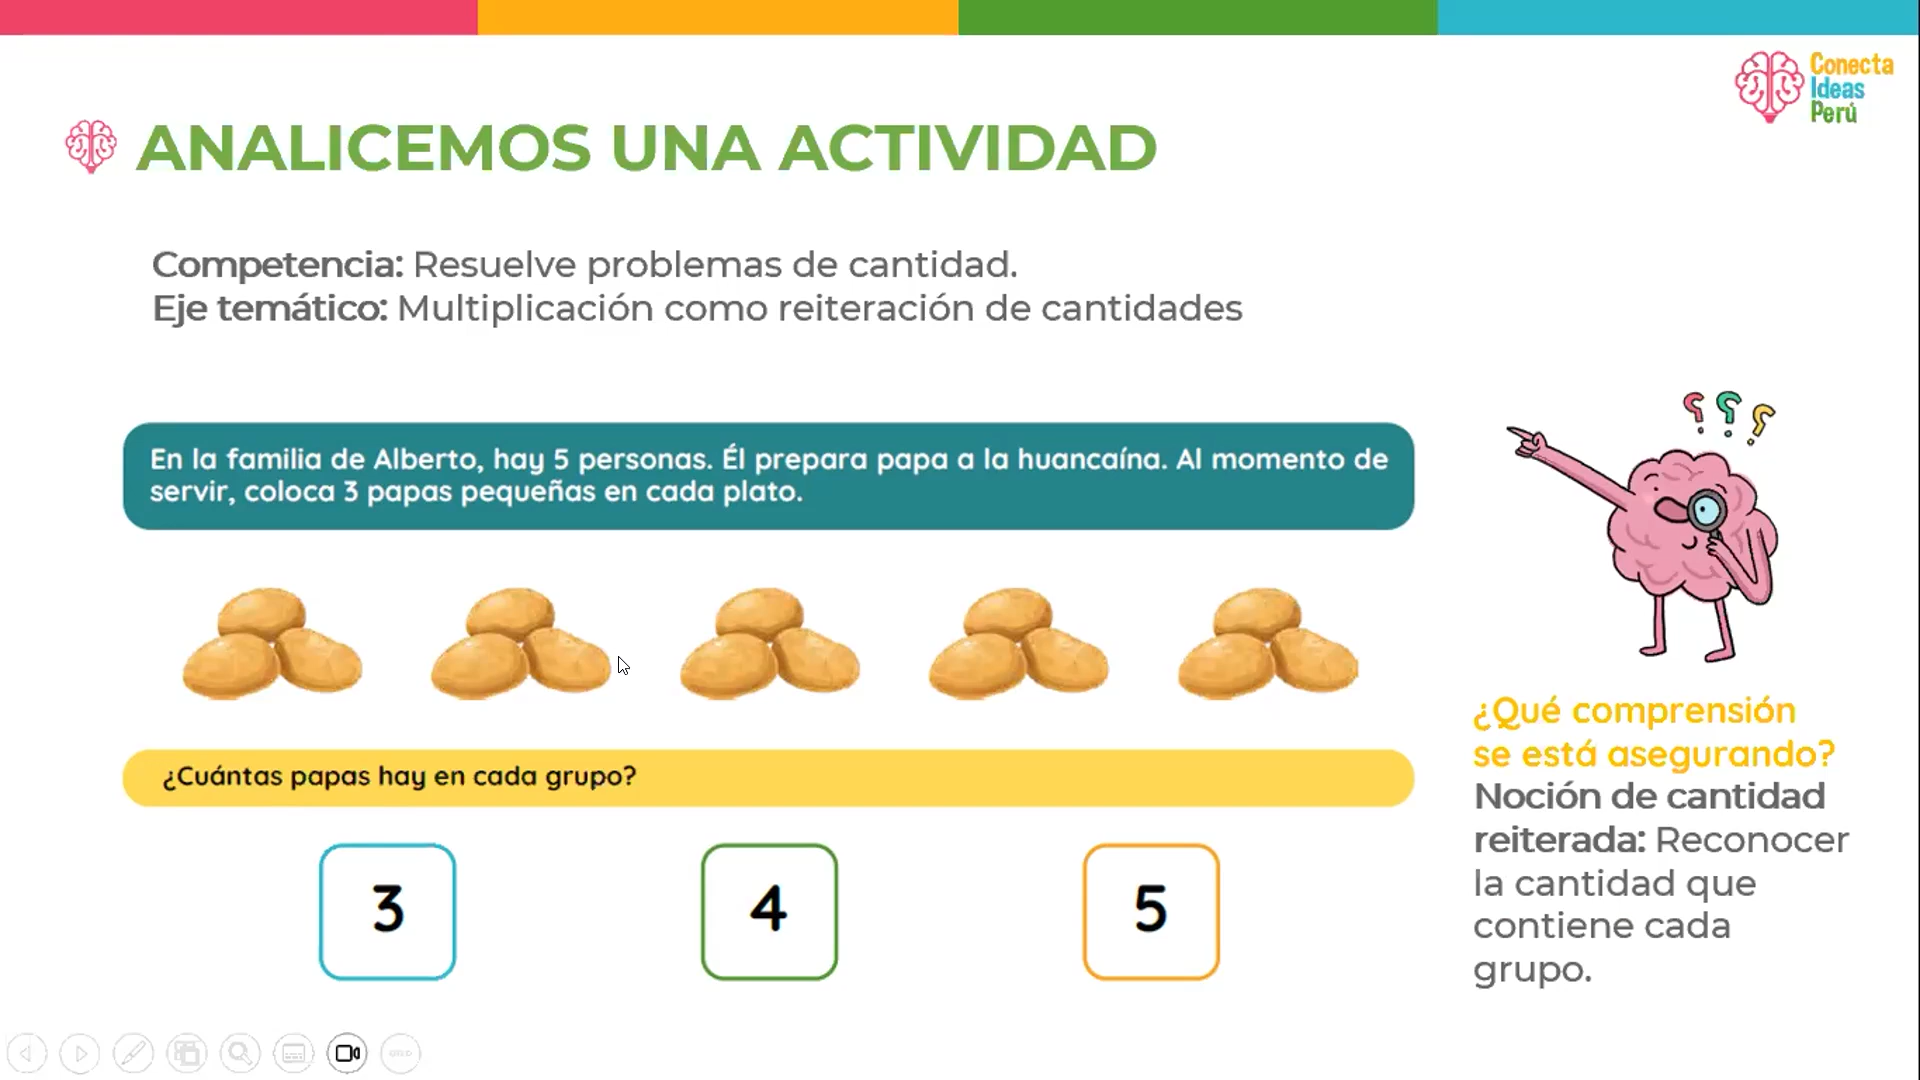 Conecta
Ideas
Perú
ANALICEMOS UNA ACTIVIDAD
Competencia: Resuelve problemas de cantidad.
Eje temático: Multiplicación como reiteración de cantidades
En la familia de Alberto, hay 5 personas. Él prepara papa a la huancaína. Al momento de
servir, coloca 3 papas pequeñas en cada plato.
¿Cuántas papas hay en cada grupo?
3
4
5
? ? ?
¿Qué comprensión
se está asegurando?
Noción de cantidad
reiterada: Reconocer
la cantidad que
contiene cada
grupo.